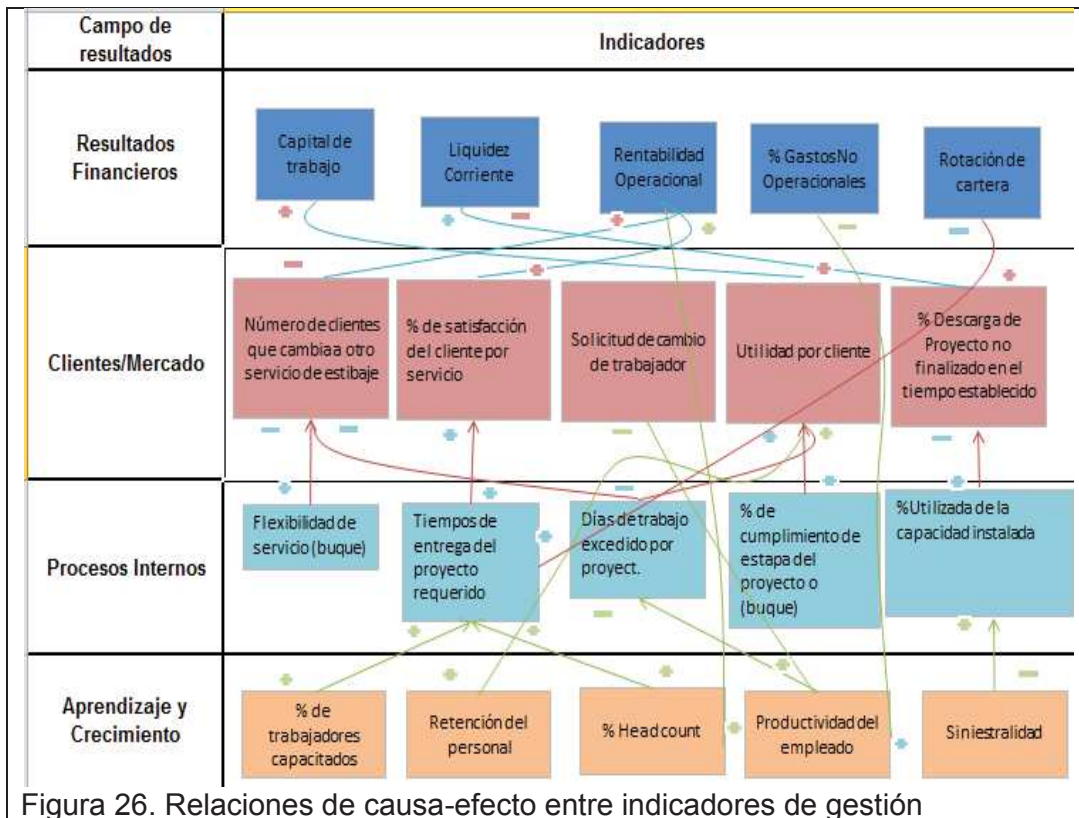 Campo de
resultados
Indicadores
Resultados
Financieros
Capital de
trabajo
Liquidez
Corriente
Rentabilidad
Operacional
% GastosNo
Operacionales
Rotación de
cartera
Clientes/Mercado
Número de clientes
que cambia a otro
servicio de estibaje
% de satisfacción
del cliente por
servicio
Solicitud de cambio
de trabajador
Utilidad por cliente
% Descarga de
Proyecto no
finalizado en el
tiempo establecido
Procesos Internos
Flexibilidad de
servicio (buque)
Tiempos de
entrega del
proyecto
requerido
Días de trabajo
excedido por
proyect.
% de
cumplimiento de
estapa del
proyecto o
(buque)
%Utilizada de la
capacidad instalada
Aprendizaje y
Crecimiento
% de
trabajadores
capacitados
Retención del
personal
% Head count
Productividad del
empleado
Siniestralidad
Figura 26. Relaciones de causa-efecto entre indicadores de gestión